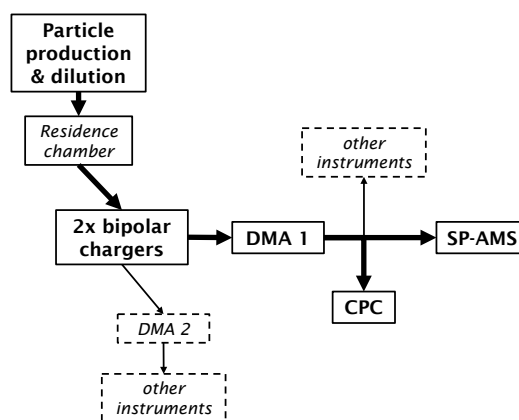 Particle
production
& dilution
Residence
chamber
other
instruments
2x bipolar
chargers
DMA 1
SP-AMS
CPC
DMA 2
other
instruments